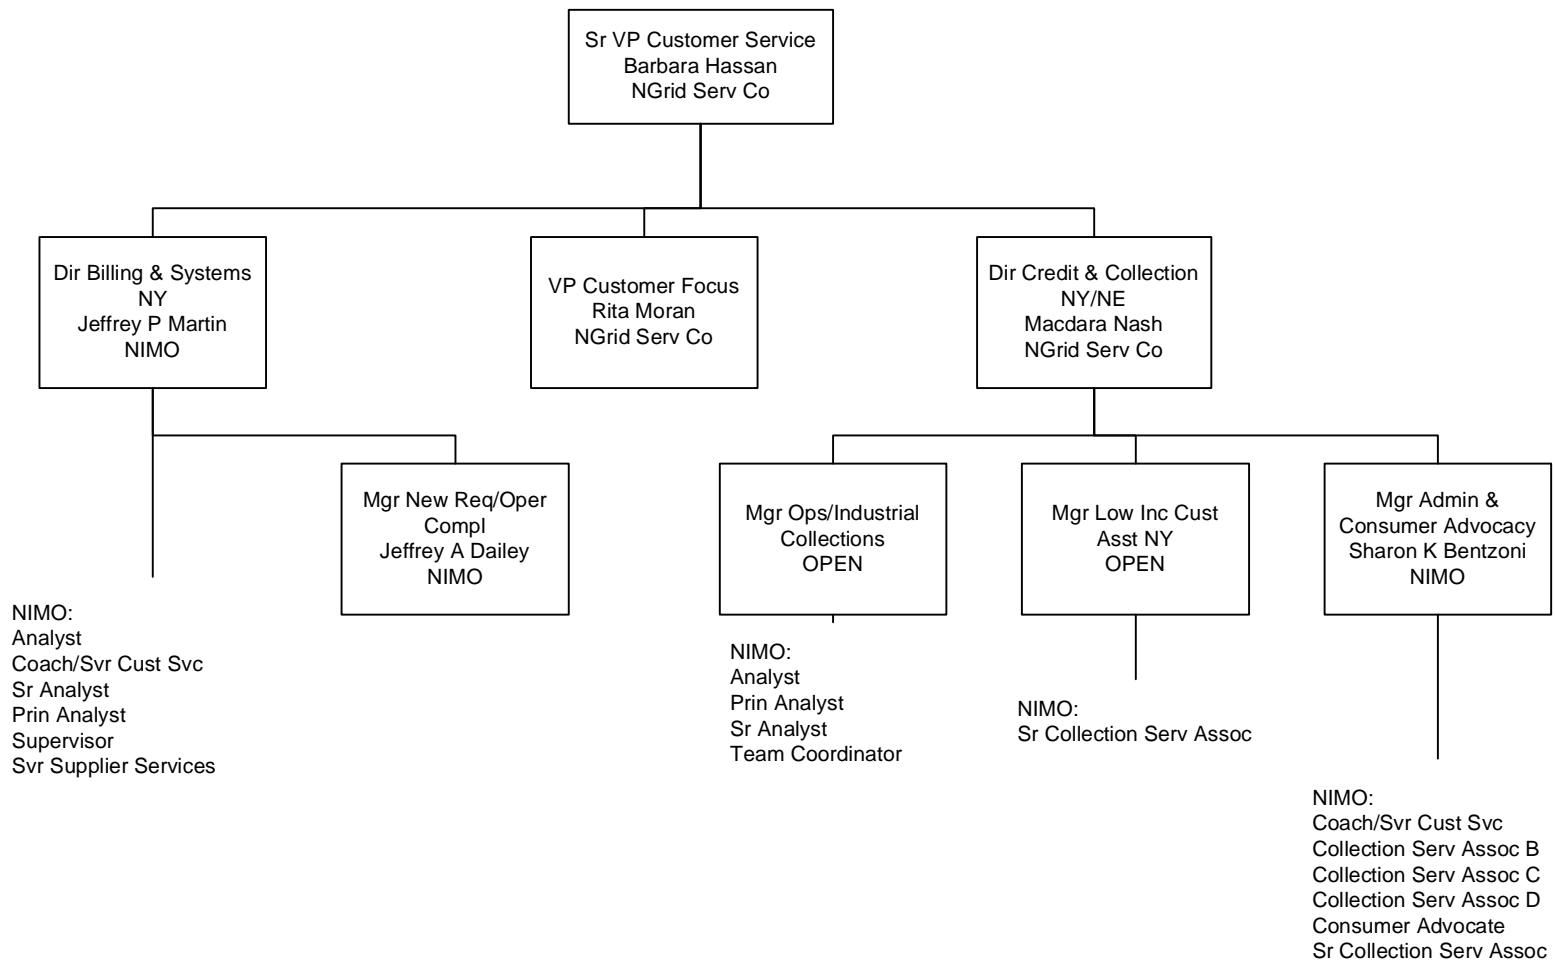 Sr VP Customer Service
Barbara Hassan
NGrid Serv Co
Dir Billing & Systems
NY
Jeffrey P Martin
NIMO
VP Customer Focus
Rita Moran
NGrid Serv Co
Dir Credit & Collection
NY/NE
Macdara Nash
NGrid Serv Co
Mgr New Req/Oper
Compl
Jeffrey A Dailey
NIMO
Mgr Ops/Industrial
Collections
OPEN
Mgr Low Inc Cust
Asst NY
OPEN
Mgr Admin &
Consumer Advocacy
Sharon K Bentzoni
NIMO
NIMO:
Analyst
Coach/Svr Cust Svc
Sr Analyst
Prin Analyst
Supervisor
Svr Supplier Services
NIMO:
Analyst
Prin Analyst
Sr Analyst
Team Coordinator
NIMO:
Sr Collection Serv Assoc
NIMO:
Coach/Svr Cust Svc
Collection Serv Assoc B
Collection Serv Assoc C
Collection Serv Assoc D
Consumer Advocate
Sr Collection Serv Assoc